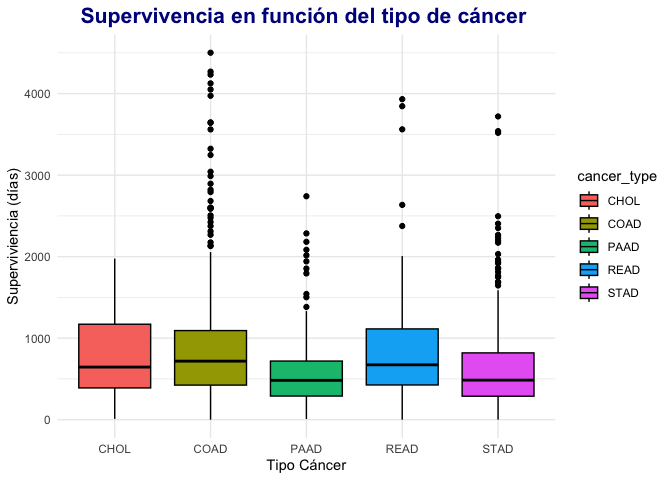 Supervivencia en función del tipo de cáncer
Superviviencia (días)
4000
3000
2000
1000
0
CHOL
COAD
PAAD
READ
STAD
Tipo Cáncer
cancer_type
CHOL
COAD
PAAD
READ
STAD